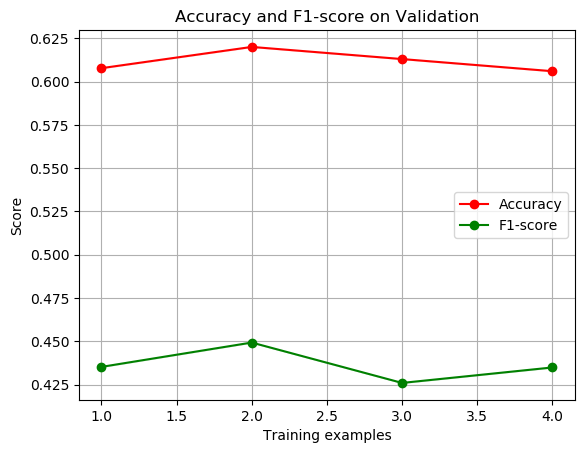 Accuracy and F1-score on Validation
0.625
0.600
0.575
0.550
0.525
0.500
0.475
0.450
0.425
Score
Accuracy
F1-score
1.0 1.5 2.0 2.5 3.0 3.5 4.0
Training examples